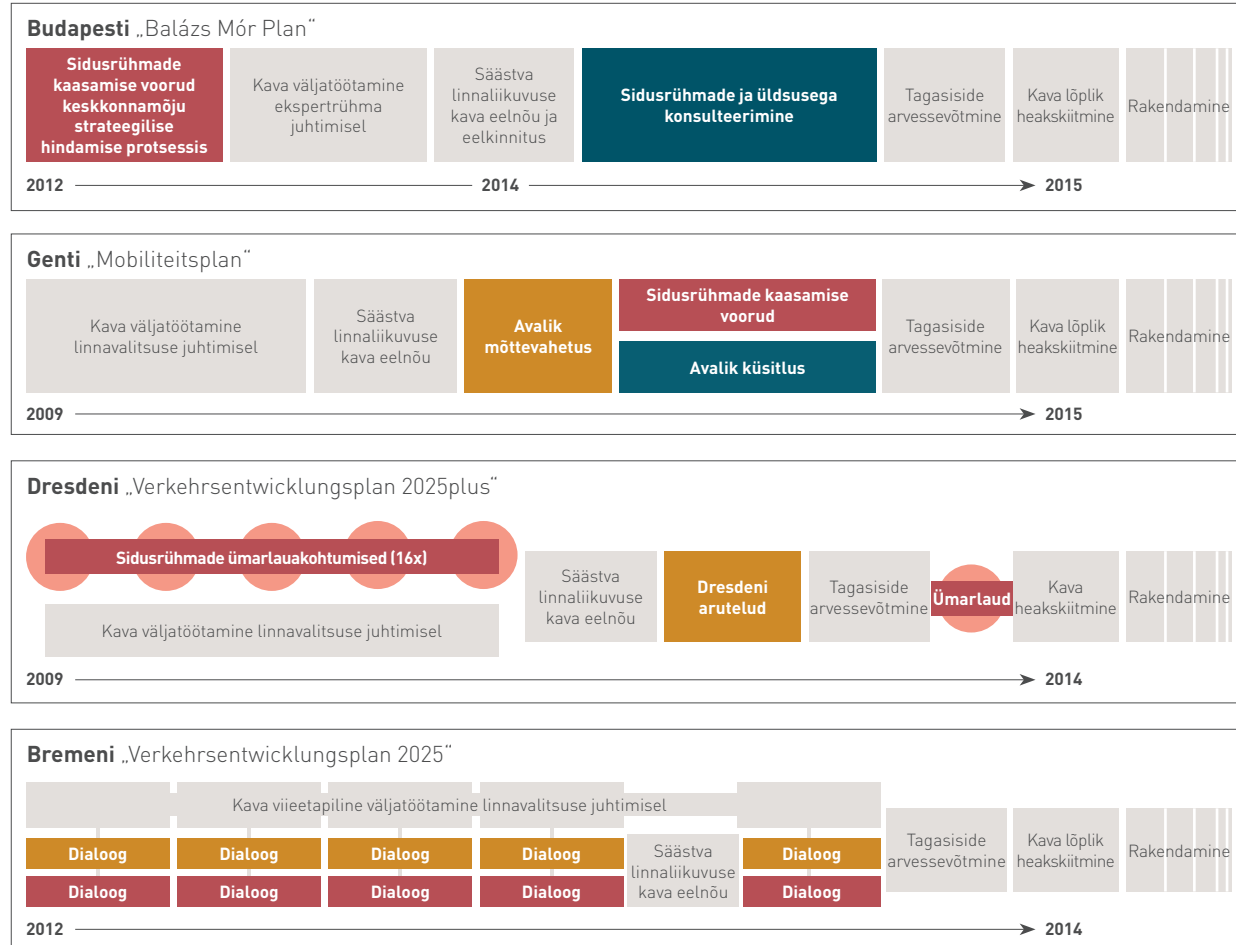 Budapesti „Balázs Mór Plan“
Sidusrühmade
kaasamise voorud
keskkonnamõju
strateegilise
hindamise protsessis
Kava väljatöötamine
ekspertrühma
juhtimisel
Säästva
linnaliikuvuse
kava eelnõu ja
eelkinnitus
Sidusrühmade ja üldsusega
konsulteerimine
Tagasiside
arvessevõtmine
Kava lõplik
heakskiitmine
Rakendamine
2012
2014
2015
Genti „Mobiliteitsplan“
Kava väljatöötamine
linnavalitsuse juhtimisel
Säästva
linnaliikuvuse
kava eelnõu
Avalik
mõttevahetus
Sidusrühmade kaasamise
voorud
Avalik küsitlus
Tagasiside
arvessevõtmine
Kava lõplik
heakskiitmine
Rakendamine
2009
2015
Dresdeni „Verkehrsentwicklungsplan 2025plus“
Sidusrühmade ümarlauakohtumised (16x)
Kava väljatöötamine linnavalitsuse juhtimisel
Säästva
linnaliikuvuse
kava eelnõu
Dresdeni
arutelud
Tagasiside
arvessevõtmine
Ümarlaud
Kava
heakskiitmine
Rakendamine
2009
2014
Bremeni „Verkehrsentwicklungsplan 2025“
Kava viieetapiline väljatöötamine linnavalitsuse juhtimisel
Dialoog
Dialoog
Dialoog
Dialoog
Dialoog
Dialoog
Dialoog
Dialoog
Säästva
linnaliikuvuse
kava eelnõu
Dialoog
Dialoog
Tagasiside
arvessevõtmine
Kava lõplik
heakskiitmine
Rakendamine
2012
2014